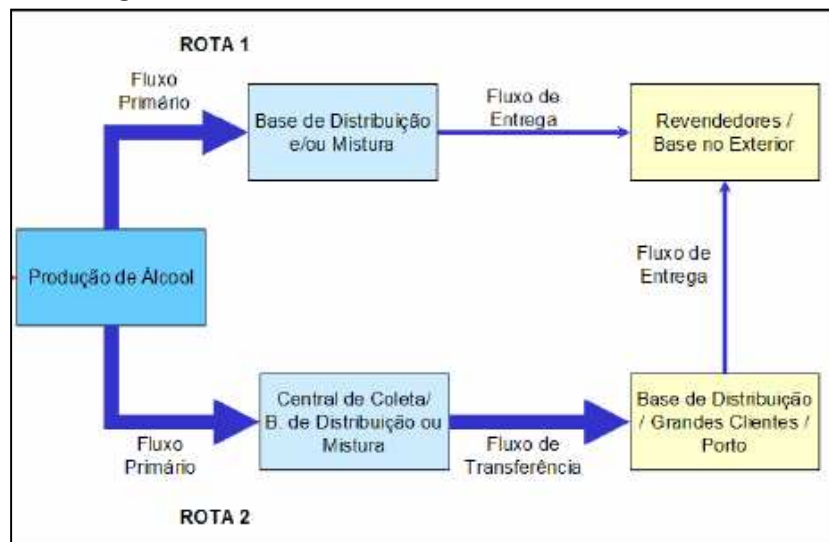 ROTA 1
Fluxo
Primário
Base de Distribuição
e/ou Mistura
Fluxo de
Entrega
Revendedores /
Base no Exterior
Produção de Álcool
Fluxo de
Entrega
Central de Coleta/
B. de Distribuição ou
Mistura
Base de Distribuição
/ Grandes Clientes /
Porto
Fluxo
Primário
Fluxo de
Transferência
ROTA 2